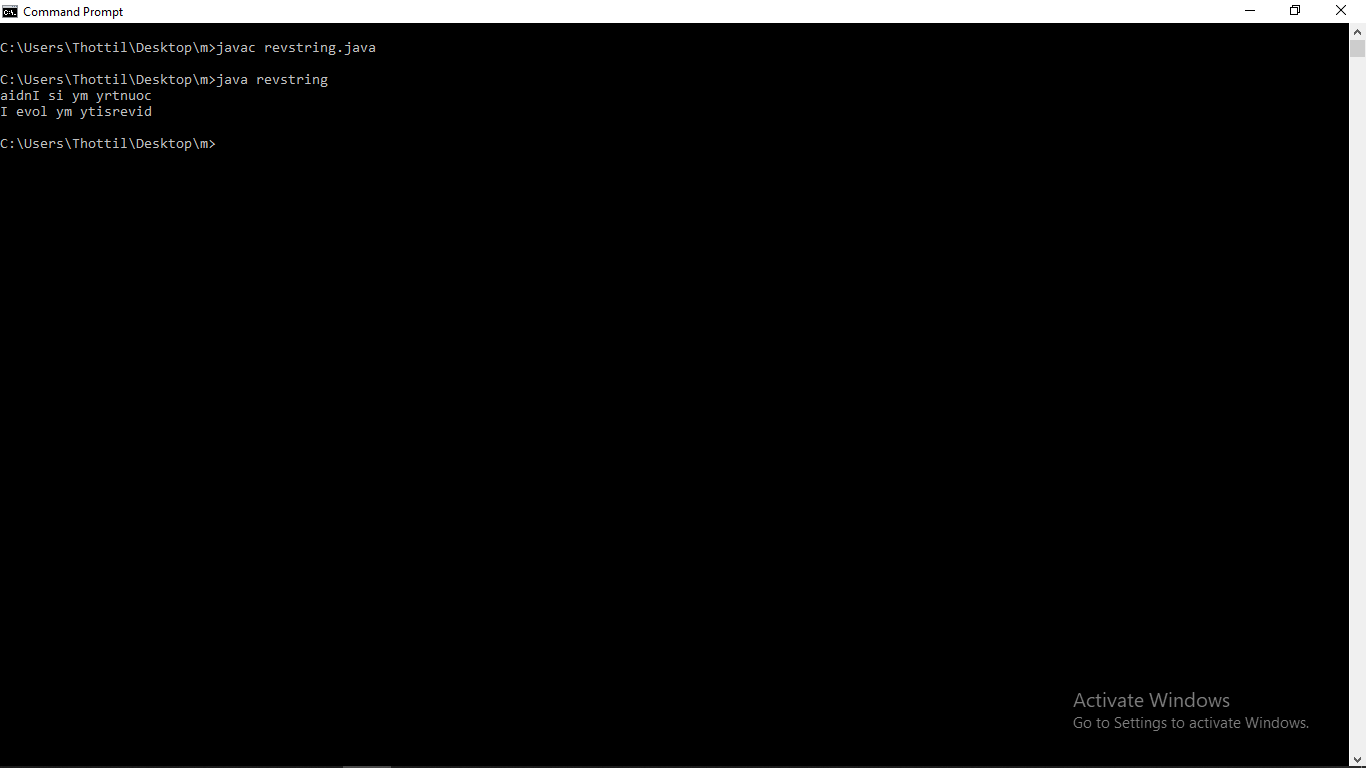 Command Prompt
C:\Users\Thottil\Desktop\m>javac revstring.java
C:\Users\Thottil\Desktop\m>java revstring
aidnI si ym yrtnuoc
I evol ym ytisrevid
C:\Users\Thottil\Desktop\m>
Activate Windows
Go to Settings to activate Windows.